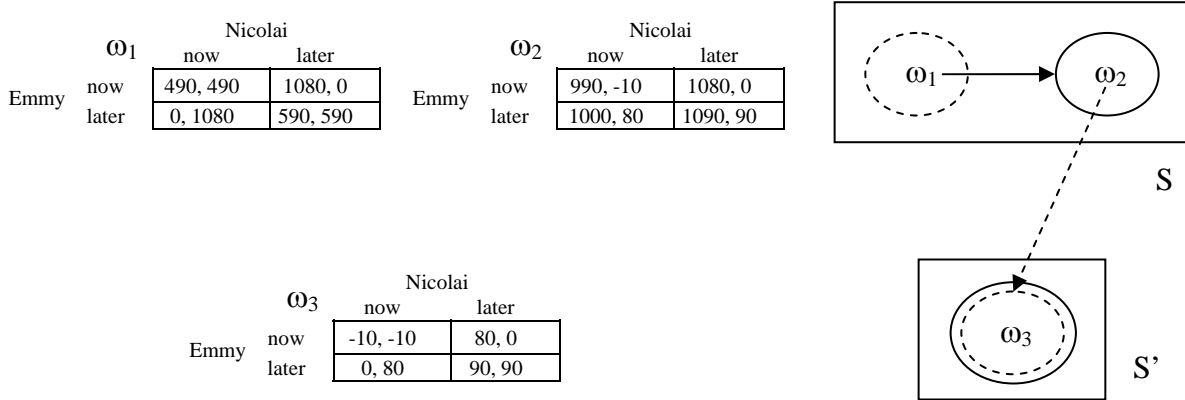 Nicolai
ω1 now later
Emmy now 490, 490 1080, 0
later 0, 1080 590, 590
Nicolai
ω2 now later
Emmy now 990, -10 1080, 0
later 1000, 80 1090, 90
ω1 ω2
S
Nicolai
ω3 now later
Emmy now -10, -10 80, 0
later 0, 80 90, 90
ω3
S’